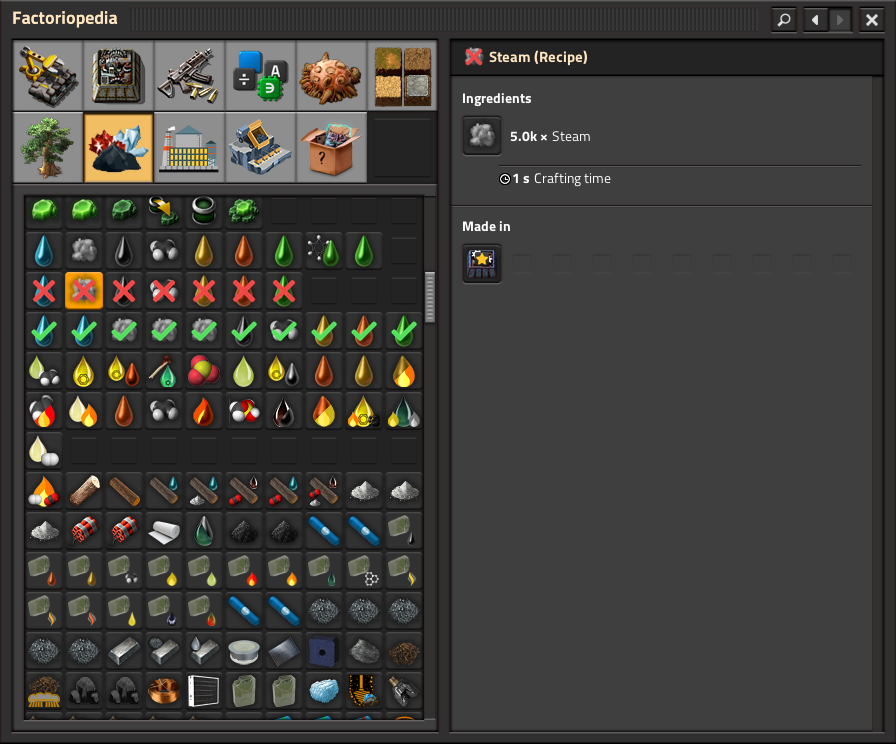 Factoriopedia
A
?
Steam (Recipe)
Ingredients
5.0k × Steam
1 s Crafting time
Made in